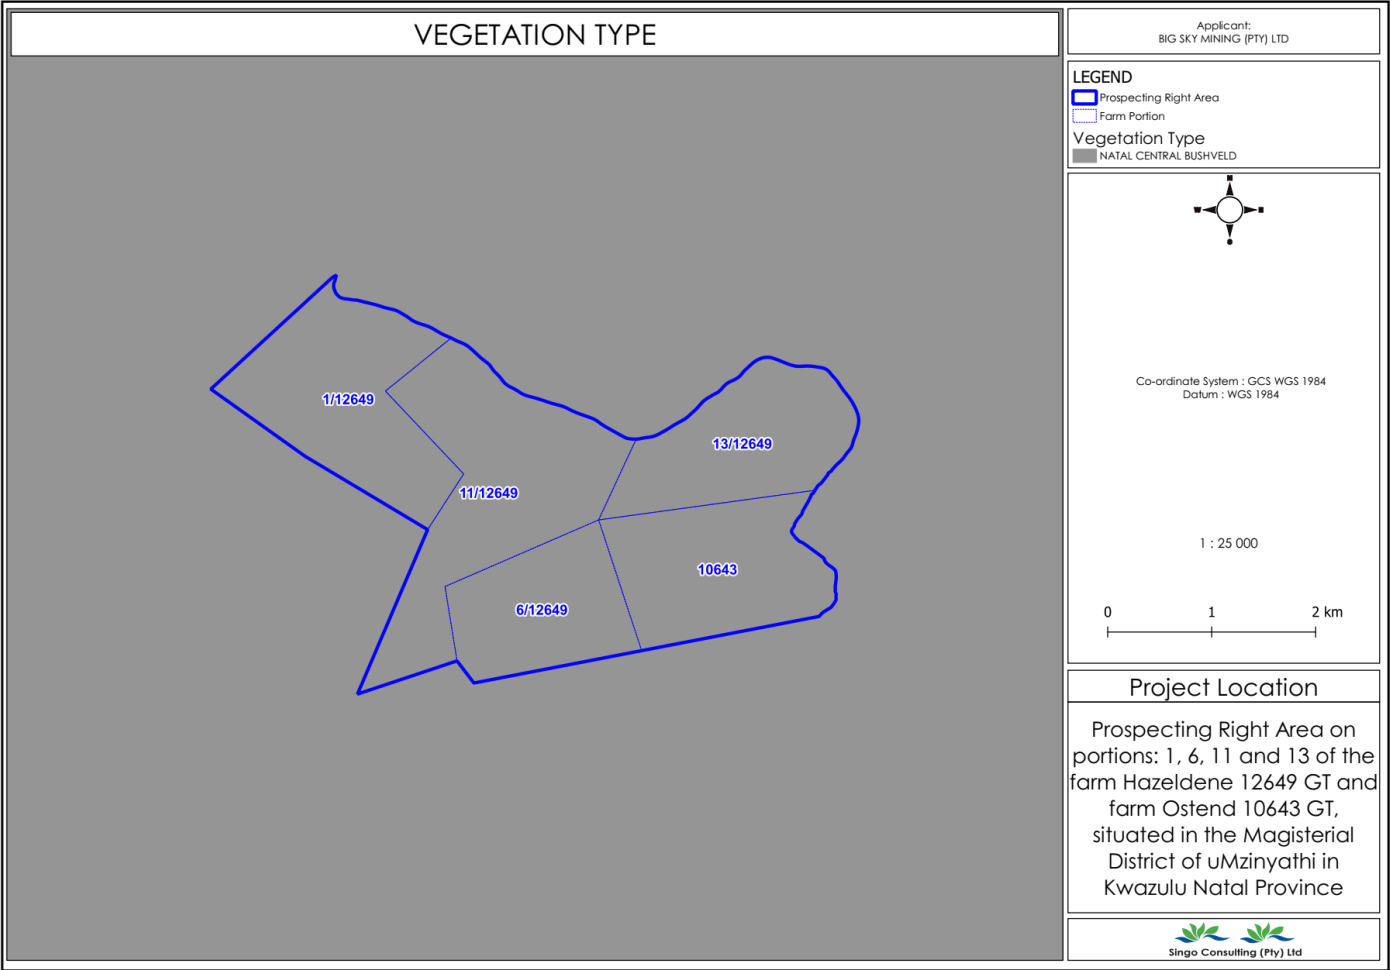 VEGETATION TYPE
Applicant:
BIG SKY MINING (PTY) LTD
LEGEND
Prospecting Right Area
Farm Portion
Vegetation Type
NATAL CENTRAL BUSHVELD
N
W
E
S
1/12649
11/12649
13/12649
10643
6/12649
Co-ordinate System : GCS WGS 1984
Datum : WGS 1984
1 : 25 000
0 1 2 km
Project Location
Prospecting Right Area on
portions: 1, 6, 11 and 13 of the
farm Hazeldene 12649 GT and
farm Ostend 10643 GT,
situated in the Magisterial
District of uMzinyathi in
Kwazulu Natal Province
Singo Consulting (Pty) Ltd